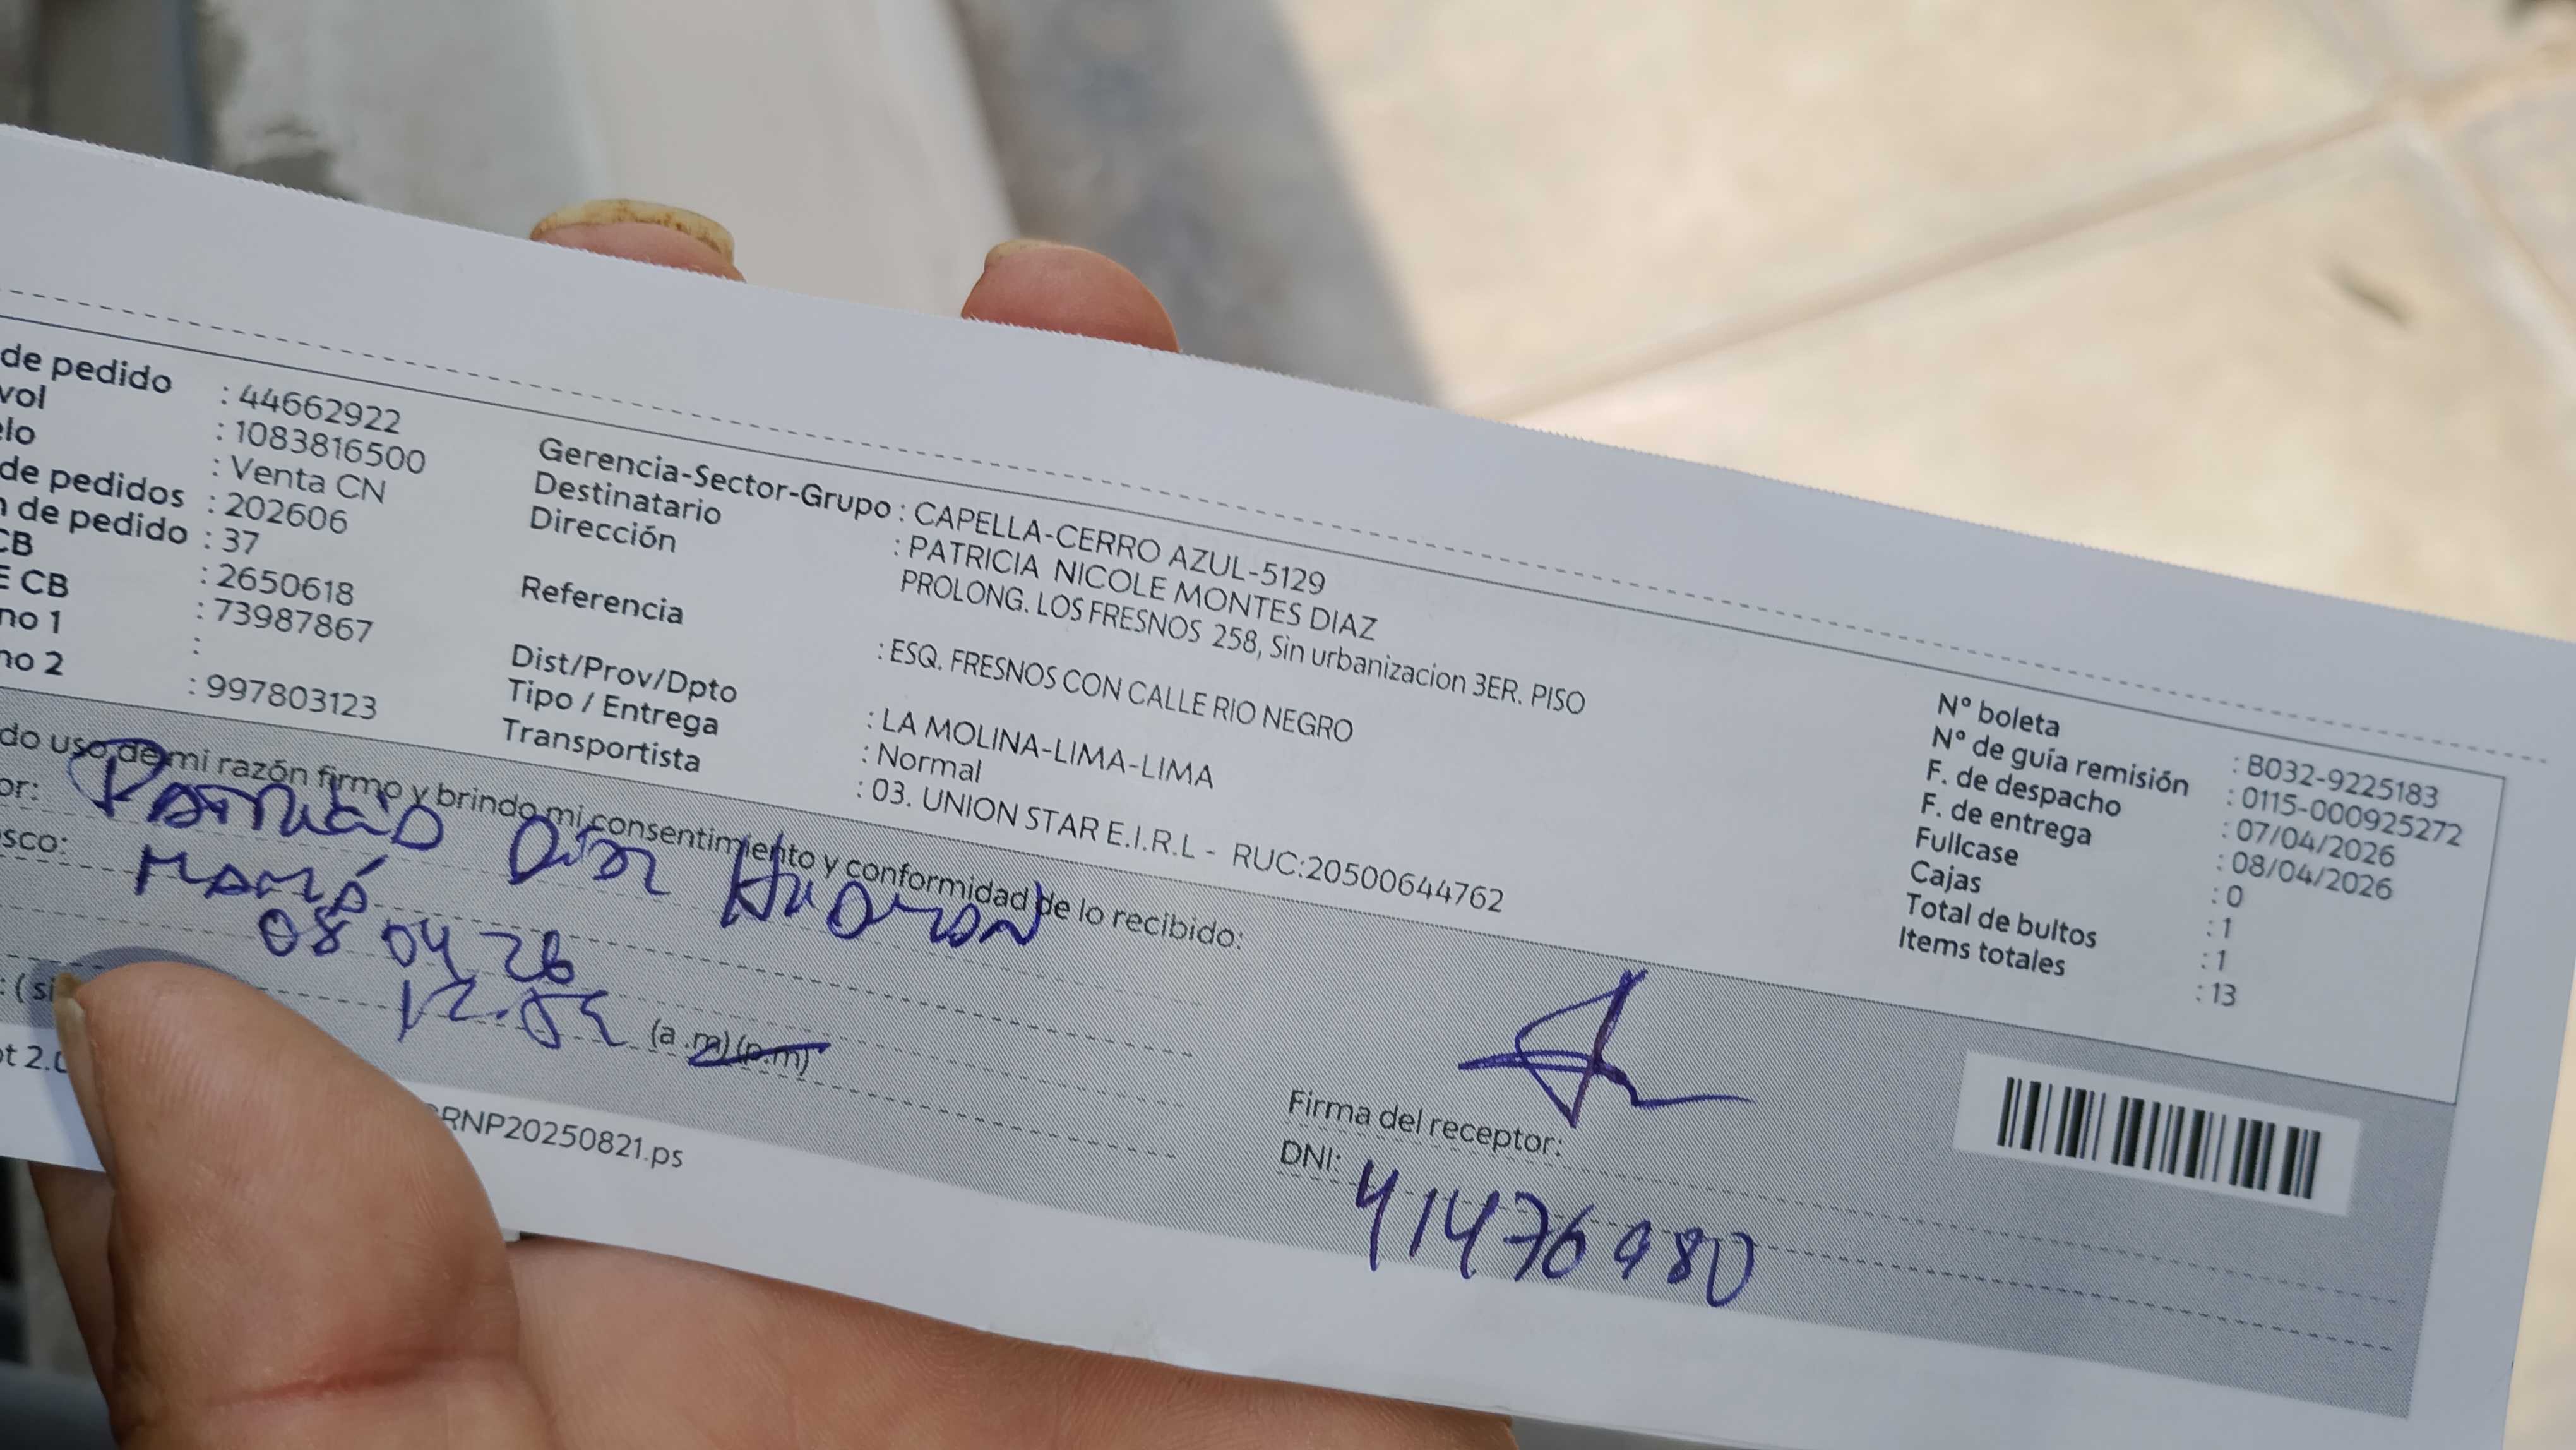 de pedido : 44662922
vol : 1083816500
elo : Venta CN
de pedidos : 202606
n de pedido : 37
CB : 2650618
E CB : 73987867
no 1 :
no 2 : 997803123
Gerencia-Sector-Grupo : CAPELLA-CERRO AZUL-5129
Destinatario : PATRICIA NICOLE MONTES DIAZ
Dirección PROLONG. LOS FRESNOS 258, Sin urbanizacion 3ER. PISO
Referencia : ESQ. FRESNOS CON CALLE RIO NEGRO
Dist/Prov/Dpto : LA MOLINA-LIMA-LIMA
Tipo / Entrega : Normal
Transportista : 03. UNION STAR E.I.R.L - RUC:20500644762
N° boleta : B032-9225183
N° de guía remisión : 0115-000925272
F. de despacho : 07/04/2026
F. de entrega : 08/04/2026
Fullcase : 0
Cajas : 1
Total de bultos : 1
Items totales : 13
do uso de mi razón firmo y brindo mi consentimiento y conformidad de lo recibido:
or: Diaz
sco: Mamá
08 04 26
: (si (a.m) (p.m)
Firma del receptor:
DNI: 41476980
ot 2.0
RNP20250821.ps